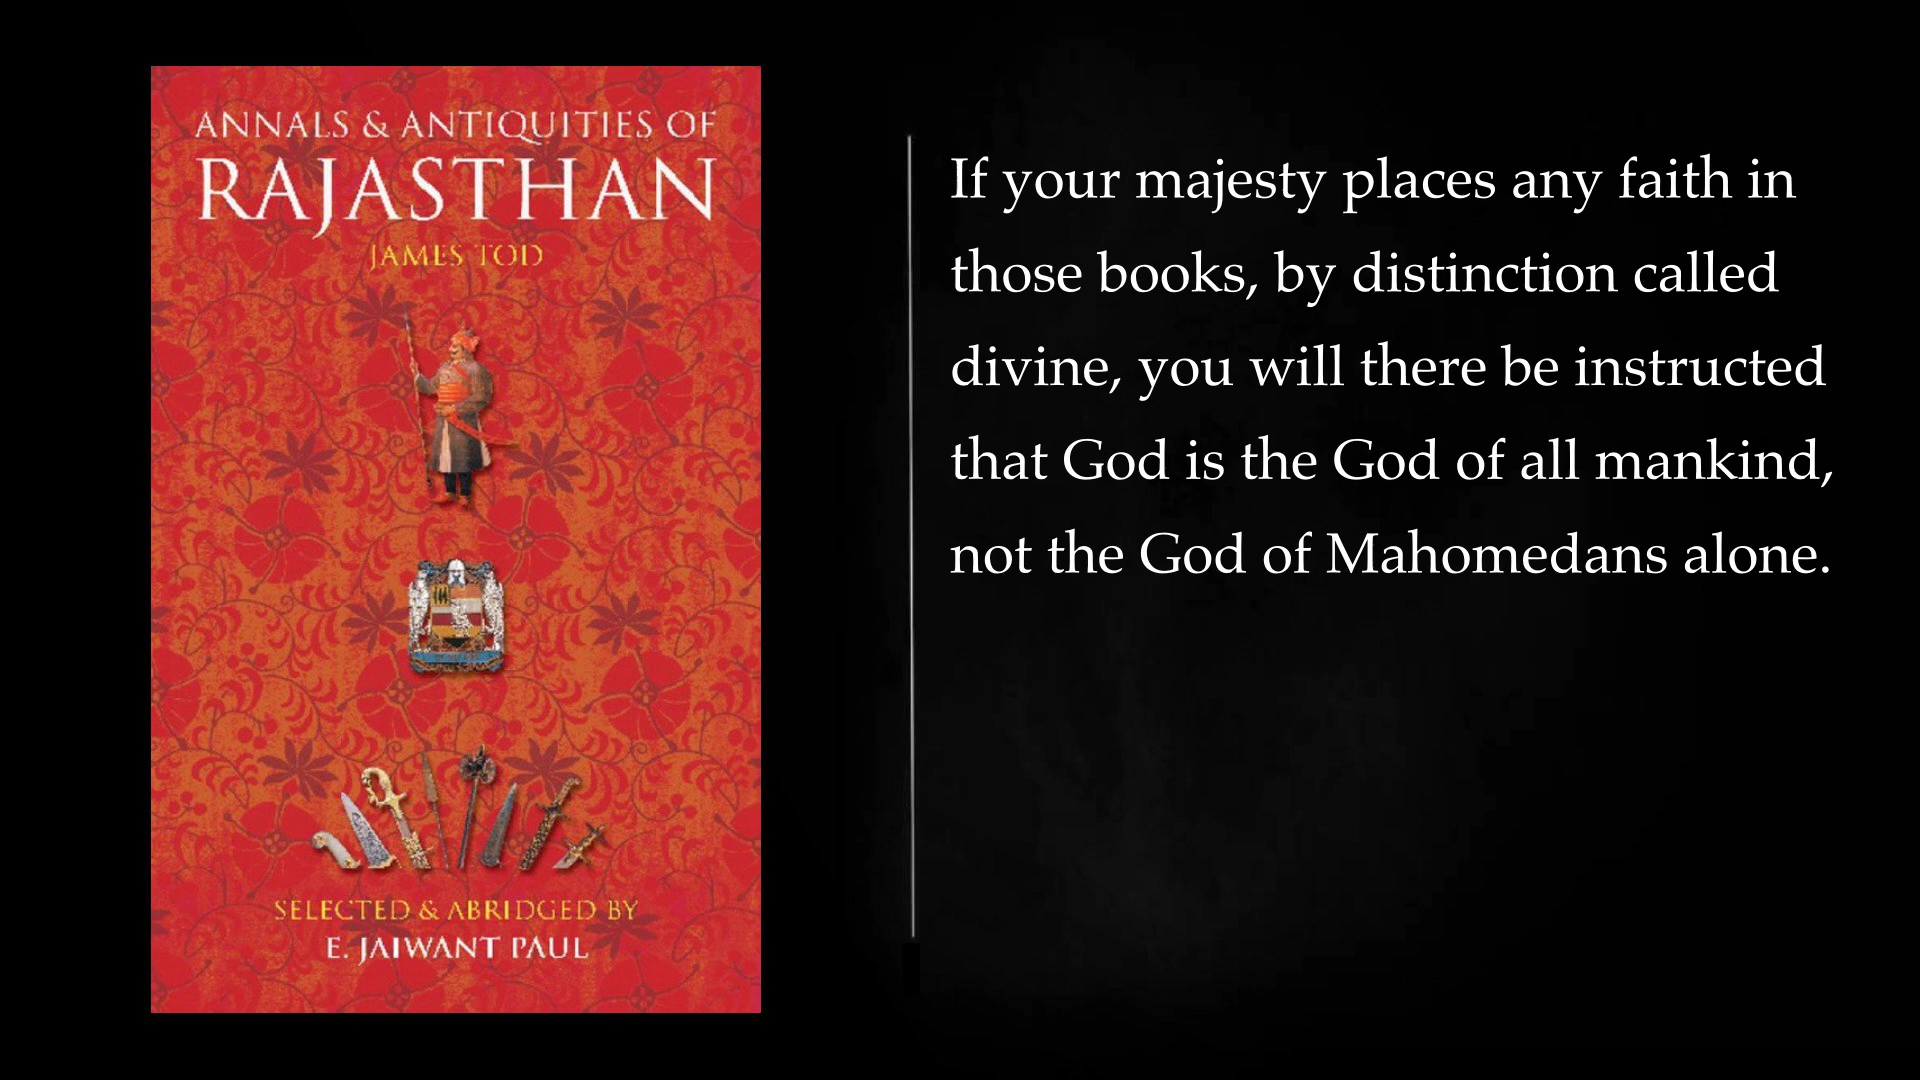 ANNALS & ANTIQUITIES OF
RAJASTHAN
JAMES TOD
SELECTED & ABRIDGED BY
E. JAIWANT PAUL
If your majesty places any faith in
those books, by distinction called
divine, you will there be instructed
that God is the God of all mankind,
not the God of Mahomedans alone.